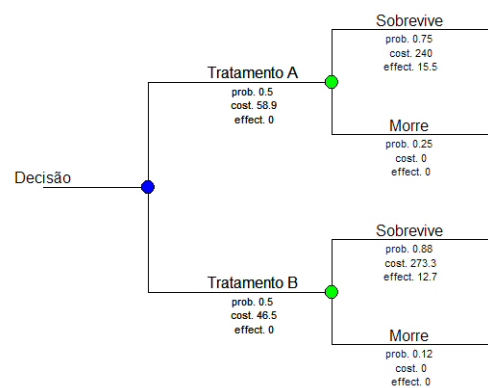 Sobrevive
prob. 0.75
cost. 240
effect. 15.5
Tratamento A
prob. 0.5
cost. 58.9
effect. 0
Morre
prob. 0.25
cost. 0
effect. 0
Decisão
Sobrevive
prob. 0.88
cost. 273.3
effect. 12.7
Tratamento B
prob. 0.5
cost. 46.5
effect. 0
Morre
prob. 0.12
cost. 0
effect. 0